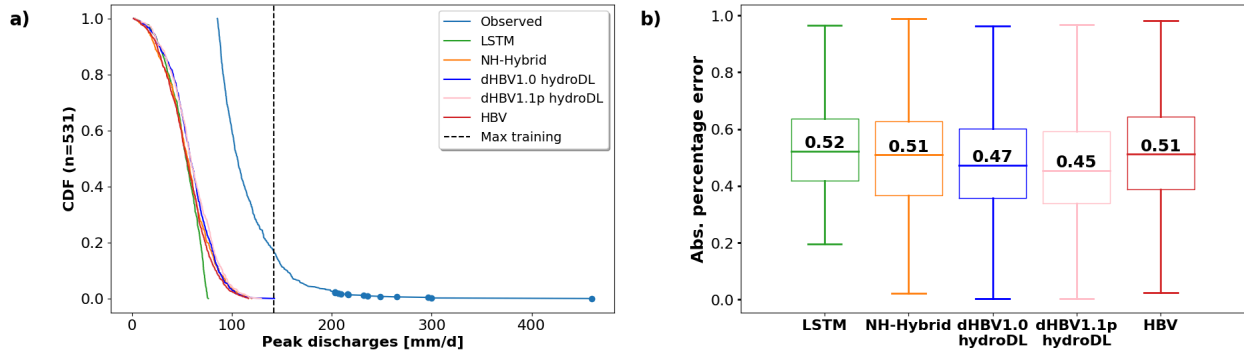 a)
CDF (n=531)
1.0
0.8
0.6
0.4
0.2
0.0
0
100
200
300
400
Peak discharges [mm/d]
Observed
LSTM
NH-Hybrid
dHBV1.0 hydroDL
dHBV1.1p hydroDL
HBV
Max training
b)
Abs. percentage error
1.0
0.8
0.6
0.4
0.2
0.0
0.52
0.51
0.47
0.45
0.51
LSTM
NH-Hybrid
dHBV1.0
hydroDL
dHBV1.1p
hydroDL
HBV